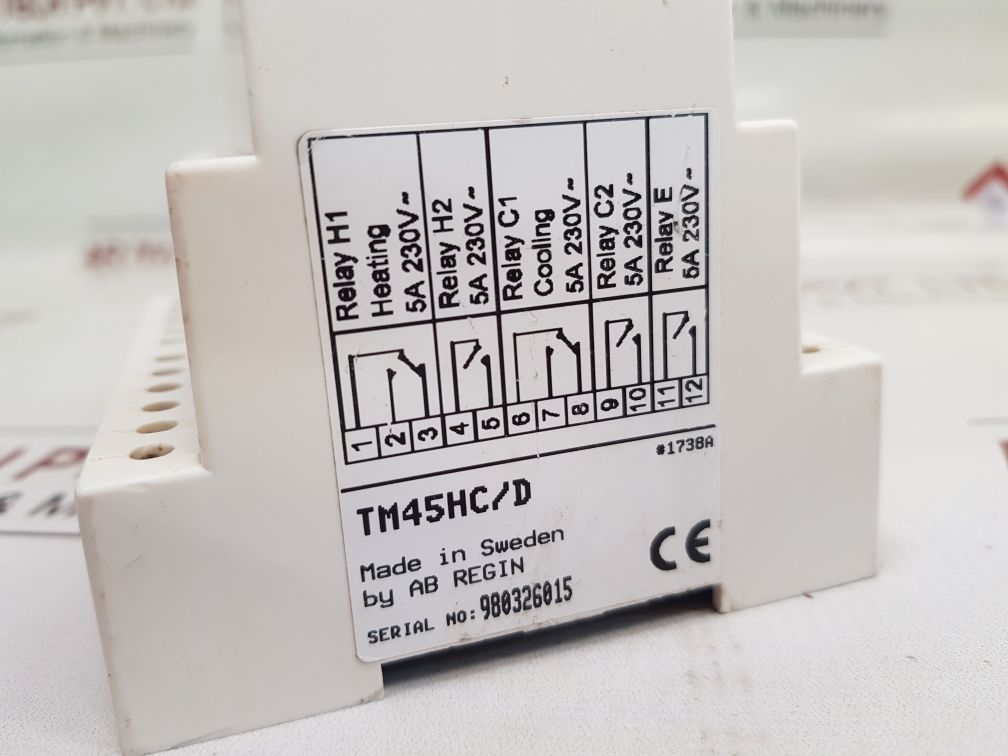 Relay H1
Heating
5A 230V~
Relay H2
5A 230V~
Relay C1
Cooling
5A 230V~
Relay C2
5A 230V~
Relay E
5A 230V~
1 2 3 4 5 6 7 8 9 10 11 12
#1738A
TM45HC/D
Made in Sweden
by AB REGIN
CE
SERIAL NO: 980326015